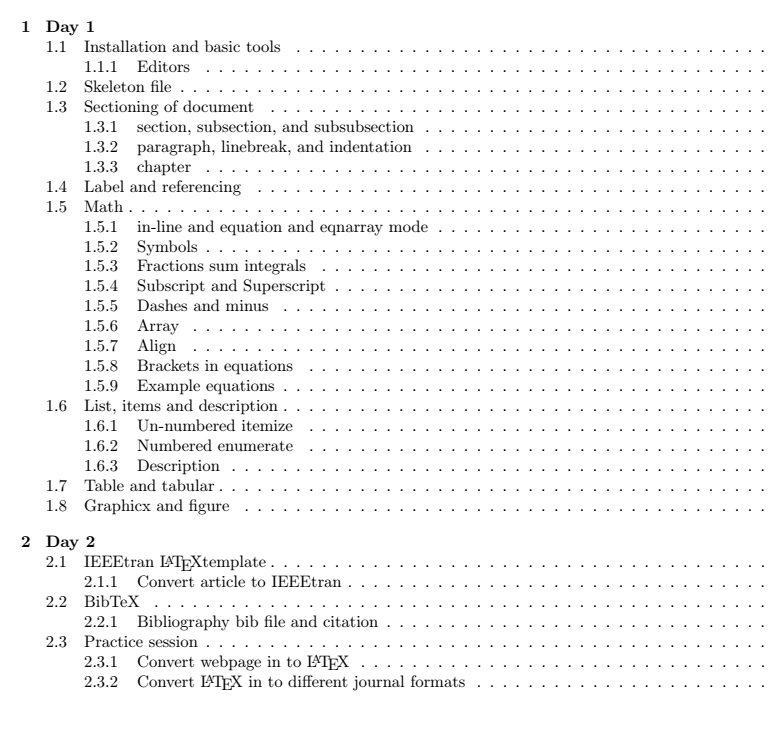 1 Day 1
1.1 Installation and basic tools . . . . . . . . . . . . . . . . . . . . . . . . . . . . . . . . . . . . .
1.1.1 Editors . . . . . . . . . . . . . . . . . . . . . . . . . . . . . . . . . . . . . . . . . . . .
1.2 Skeleton file . . . . . . . . . . . . . . . . . . . . . . . . . . . . . . . . . . . . . . . . . . . . . .
1.3 Sectioning of document . . . . . . . . . . . . . . . . . . . . . . . . . . . . . . . . . . . . . . .
1.3.1 section, subsection, and subsubsection . . . . . . . . . . . . . . . . . . . . . . . . . . .
1.3.2 paragraph, linebreak, and indentation . . . . . . . . . . . . . . . . . . . . . . . . . . .
1.3.3 chapter . . . . . . . . . . . . . . . . . . . . . . . . . . . . . . . . . . . . . . . . . . . .
1.4 Label and referencing . . . . . . . . . . . . . . . . . . . . . . . . . . . . . . . . . . . . . . . .
1.5 Math . . . . . . . . . . . . . . . . . . . . . . . . . . . . . . . . . . . . . . . . . . . . . . . . . .
1.5.1 in-line and equation and eqnarray mode . . . . . . . . . . . . . . . . . . . . . . . . . .
1.5.2 Symbols . . . . . . . . . . . . . . . . . . . . . . . . . . . . . . . . . . . . . . . . . . . .
1.5.3 Fractions sum integrals . . . . . . . . . . . . . . . . . . . . . . . . . . . . . . . . . . .
1.5.4 Subscript and Superscript . . . . . . . . . . . . . . . . . . . . . . . . . . . . . . . . . .
1.5.5 Dashes and minus . . . . . . . . . . . . . . . . . . . . . . . . . . . . . . . . . . . . . .
1.5.6 Array . . . . . . . . . . . . . . . . . . . . . . . . . . . . . . . . . . . . . . . . . . . . .
1.5.7 Align . . . . . . . . . . . . . . . . . . . . . . . . . . . . . . . . . . . . . . . . . . . . .
1.5.8 Brackets in equations . . . . . . . . . . . . . . . . . . . . . . . . . . . . . . . . . . . .
1.5.9 Example equations . . . . . . . . . . . . . . . . . . . . . . . . . . . . . . . . . . . . . .
1.6 List, items and description . . . . . . . . . . . . . . . . . . . . . . . . . . . . . . . . . . . . . .
1.6.1 Un-numbered itemize . . . . . . . . . . . . . . . . . . . . . . . . . . . . . . . . . . . .
1.6.2 Numbered enumerate . . . . . . . . . . . . . . . . . . . . . . . . . . . . . . . . . . . .
1.6.3 Description . . . . . . . . . . . . . . . . . . . . . . . . . . . . . . . . . . . . . . . . . .
1.7 Table and tabular . . . . . . . . . . . . . . . . . . . . . . . . . . . . . . . . . . . . . . . . . . .
1.8 Graphicx and figure . . . . . . . . . . . . . . . . . . . . . . . . . . . . . . . . . . . . . . . . .
2 Day 2
2.1 IEEEtran LATEXtemplate . . . . . . . . . . . . . . . . . . . . . . . . . . . . . . . . . . . . . . .
2.1.1 Convert article to IEEEtran . . . . . . . . . . . . . . . . . . . . . . . . . . . . . . . . .
2.2 BibTeX . . . . . . . . . . . . . . . . . . . . . . . . . . . . . . . . . . . . . . . . . . . . . . . .
2.2.1 Bibliography bib file and citation . . . . . . . . . . . . . . . . . . . . . . . . . . . . . .
2.3 Practice session . . . . . . . . . . . . . . . . . . . . . . . . . . . . . . . . . . . . . . . . . . . .
2.3.1 Convert webpage in to LATEX . . . . . . . . . . . . . . . . . . . . . . . . . . . . . . . .
2.3.2 Convert LATEX in to different journal formats . . . . . . . . . . . . . . . . . . . . . . .